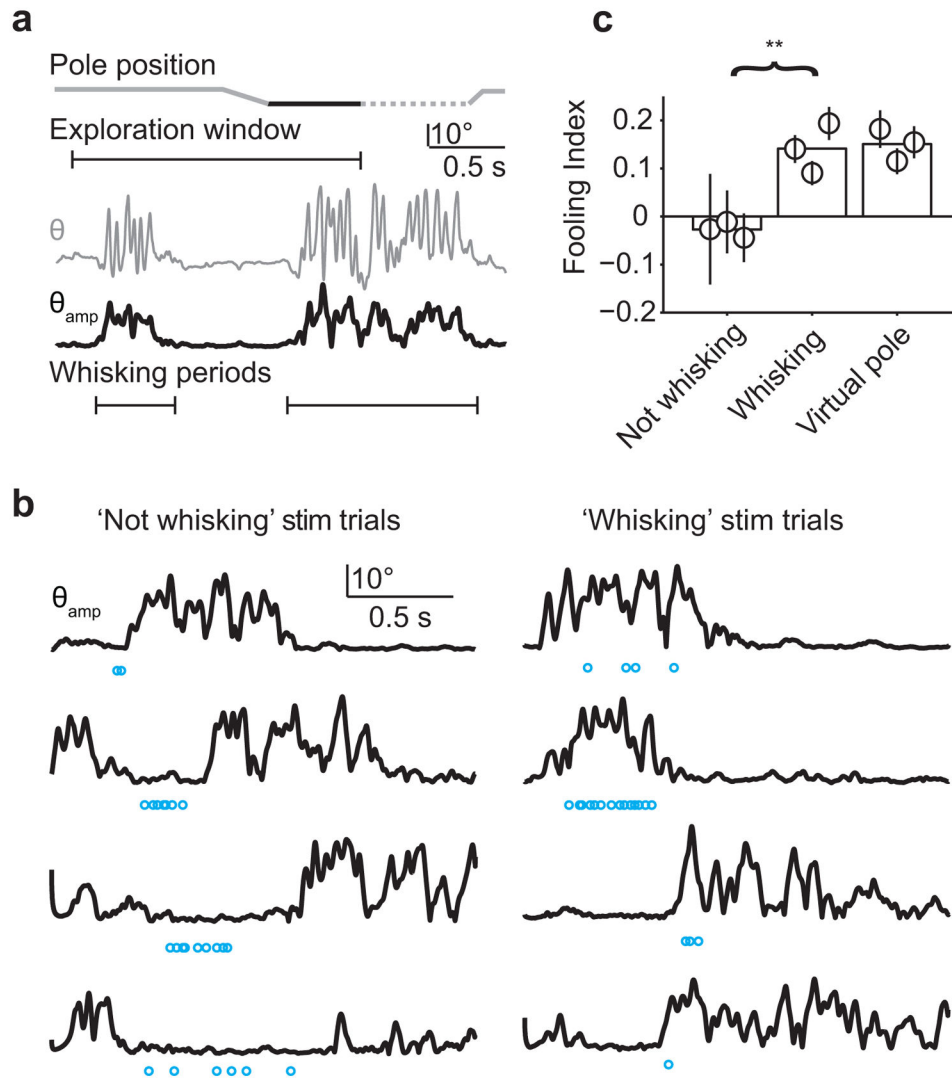 a
Pole position
Exploration window
10°
0.5 s
θ
θamp
Whisking periods
c
**
Fooling Index
0.2
0.1
0
−0.1
−0.2
Not whisking
Whisking
Virtual pole
b
'Not whisking' stim trials
'Whisking' stim trials
θamp
10°
0.5 s